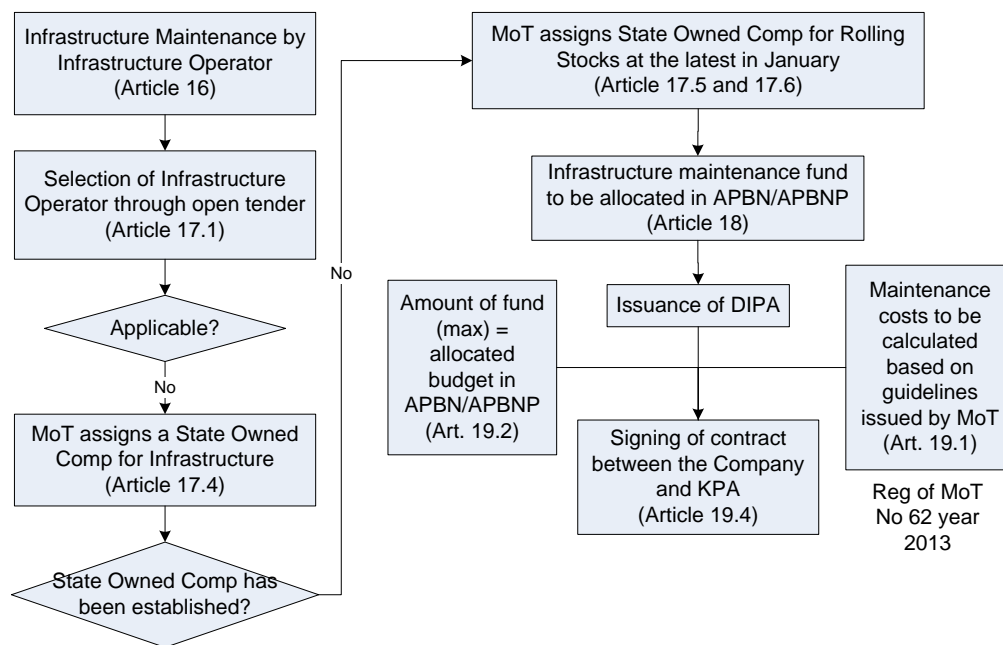 Infrastructure Maintenance by
Infrastructure Operator
(Article 16)
Selection of Infrastructure
Operator through open tender
(Article 17.1)
Applicable?
No
MoT assigns a State Owned
Comp for Infrastructure
(Article 17.4)
State Owned Comp has
been established?
No
MoT assigns State Owned Comp for Rolling
Stocks at the latest in January
(Article 17.5 and 17.6)
Infrastructure maintenance fund
to be allocated in APBN/APBNP
(Article 18)
Issuance of DIPA
Amount of fund
(max) =
allocated
budget in
APBN/APBNP
(Art. 19.2)
Maintenance
costs to be
calculated
based on
guidelines
issued by MoT
(Art. 19.1)
Signing of contract
between the Company
and KPA
(Article 19.4)
Reg of MoT
No 62 year
2013